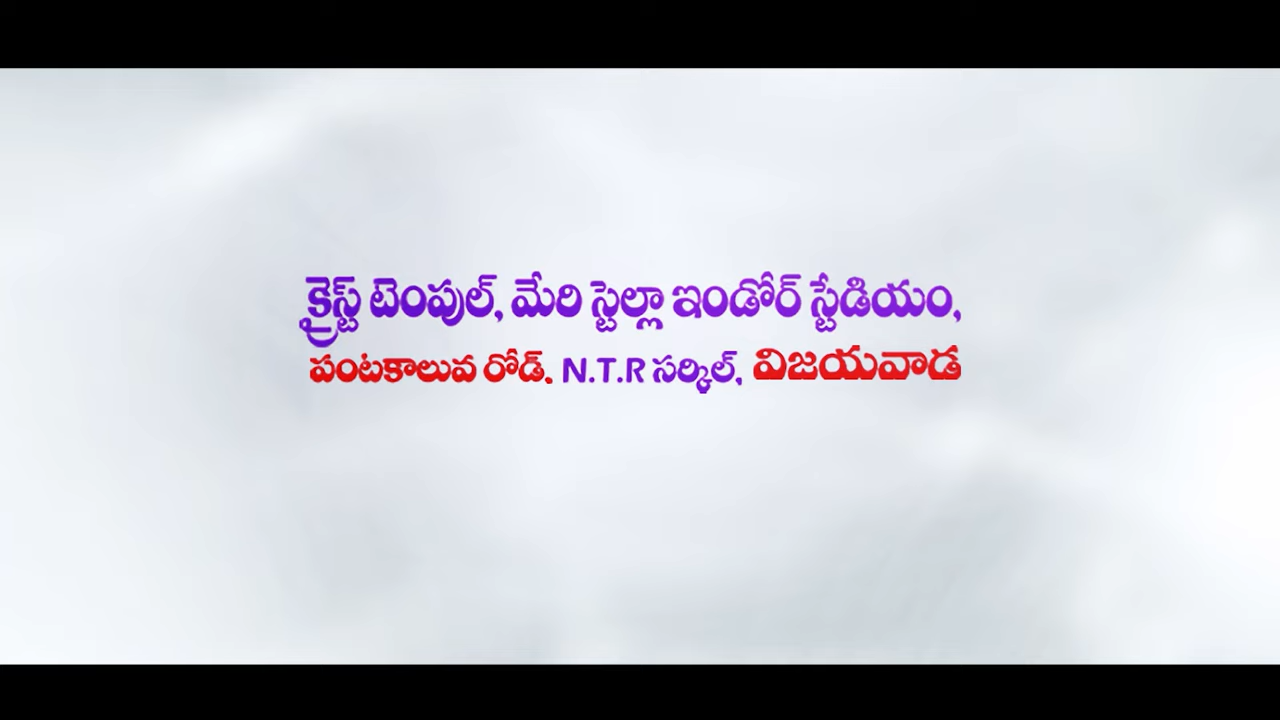 క్రైస్ట్ టెంపుల్, మేరి స్టెల్లా ఇండోర్ స్టేడియం,
పంటకాలువ రోడ్, N.T.R సర్కిల్, విజయవాడ